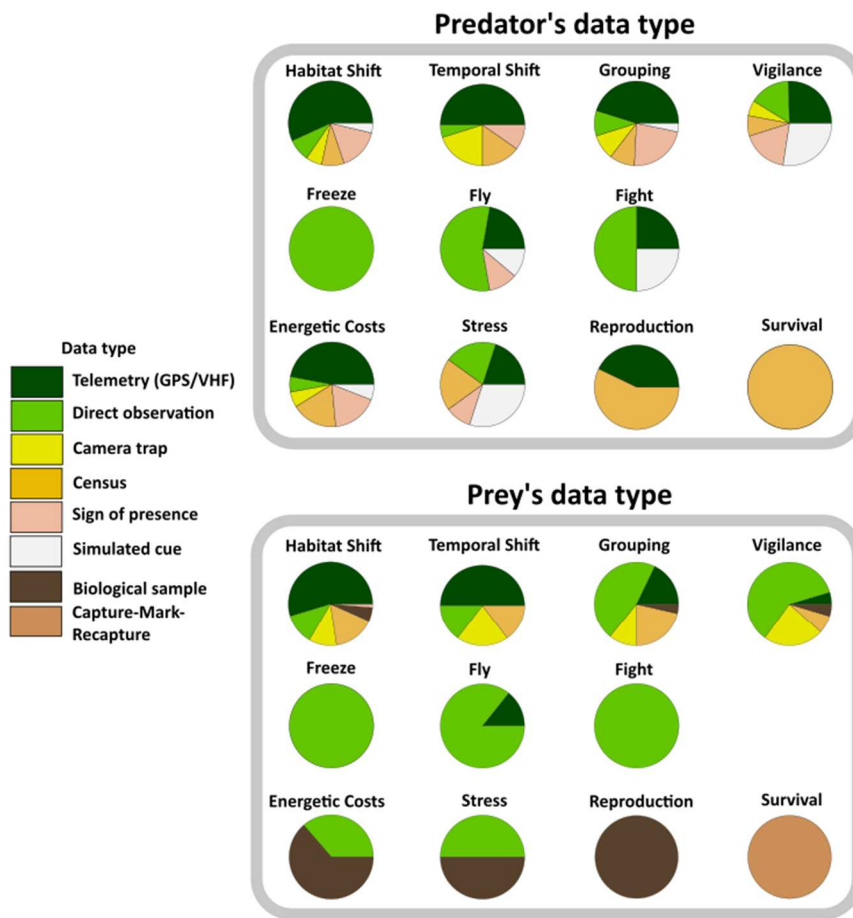 Predator's data type
Habitat Shift
Temporal Shift
Grouping
Vigilance
Freeze
Fly
Fight
Energetic Costs
Stress
Reproduction
Survival
Data type
Telemetry (GPS/VHF)
Direct observation
Camera trap
Census
Sign of presence
Simulated cue
Biological sample
Capture-Mark-
Recapture
Prey's data type
Habitat Shift
Temporal Shift
Grouping
Vigilance
Freeze
Fly
Fight
Energetic Costs
Stress
Reproduction
Survival